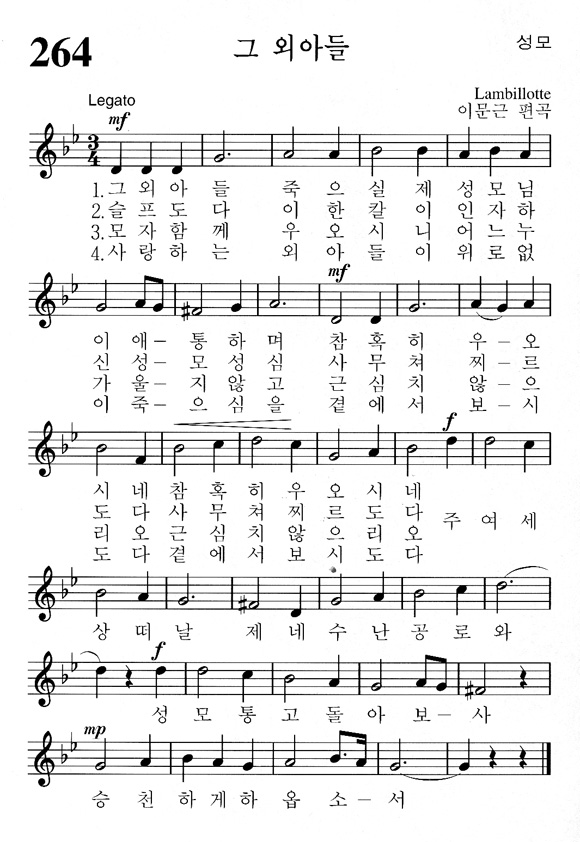 264
그 외아들
성모
Legato
Lambillotte
이문근 편곡
mf
3
4
1. 그 외 아 들 죽 으 실 제 성 모 님
2. 슬 프 도 다 이 한 칼 이 인 자 하
3. 모 자 함 께 우 오 시 니 어 느 누
4. 사 랑 하 는 외 아 들 이 위 로 없
mf
이 애 – 통 하 며 참 혹 히 우 – 오
신 성 – 모 성 심 사 무 쳐 찌 – 르
가 울 – 지 않 고 근 심 치 않 – 으
이 죽 – 으 심 을 곁 에 서 보 – 시
f
시 네 참 혹 히 우 오 시 네
도 다 사 무 쳐 찌 르 도 다
리 오 근 심 치 않 으 리 오
도 다 곁 에 서 보 시 도 다
주 여 세
상 떠 날 제 네 수 난 공 로 와
f
성 모 통 고 돌 아 보 – 사
mp
승 천 하 게 하 옵 소 – 서